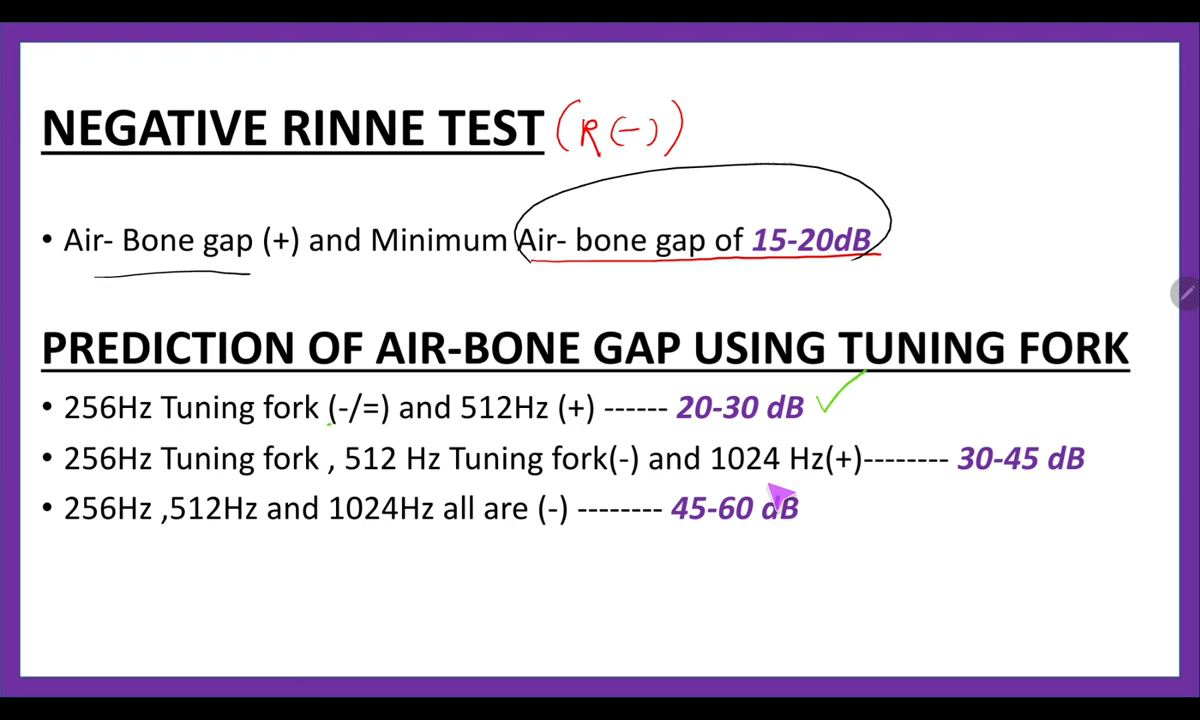 NEGATIVE RINNE TEST (R(-))
• Air- Bone gap (+) and Minimum Air- bone gap of 15-20dB
PREDICTION OF AIR-BONE GAP USING TUNING FORK
• 256Hz Tuning fork (-/=) and 512Hz (+) ------ 20-30 dB
• 256Hz Tuning fork , 512 Hz Tuning fork(-) and 1024 Hz(+)-------- 30-45 dB
• 256Hz ,512Hz and 1024Hz all are (-) -------- 45-60 dB